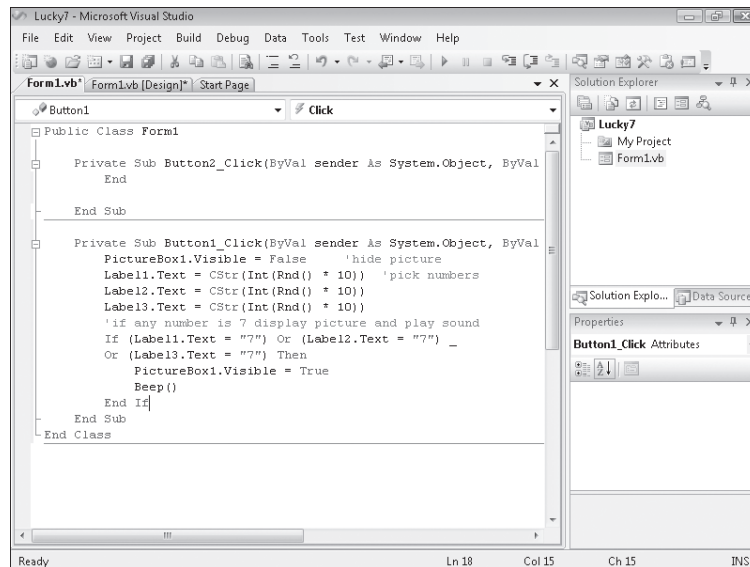 Lucky7 - Microsoft Visual Studio
File Edit View Project Build Debug Data Tools Test Window Help
Form1.vb* Form1.vb [Design]* Start Page
Button1 Click
Public Class Form1
Private Sub Button2_Click(ByVal sender As System.Object, ByVal
End
End Sub
Private Sub Button1_Click(ByVal sender As System.Object, ByVal
PictureBox1.Visible = False 'hide picture
Label1.Text = CStr(Int(Rnd() * 10)) 'pick numbers
Label2.Text = CStr(Int(Rnd() * 10))
Label3.Text = CStr(Int(Rnd() * 10))
'if any number is 7 display picture and play sound
If (Label1.Text = "7") Or (Label2.Text = "7") _
Or (Label3.Text = "7") Then
PictureBox1.Visible = True
Beep()
End If
End Sub
End Class
Solution Explorer
Lucky7
My Project
Form1.vb
Solution Explo... Data Source
Properties
Button1_Click Attributes
Ready Ln 18 Col 15 Ch 15 INS